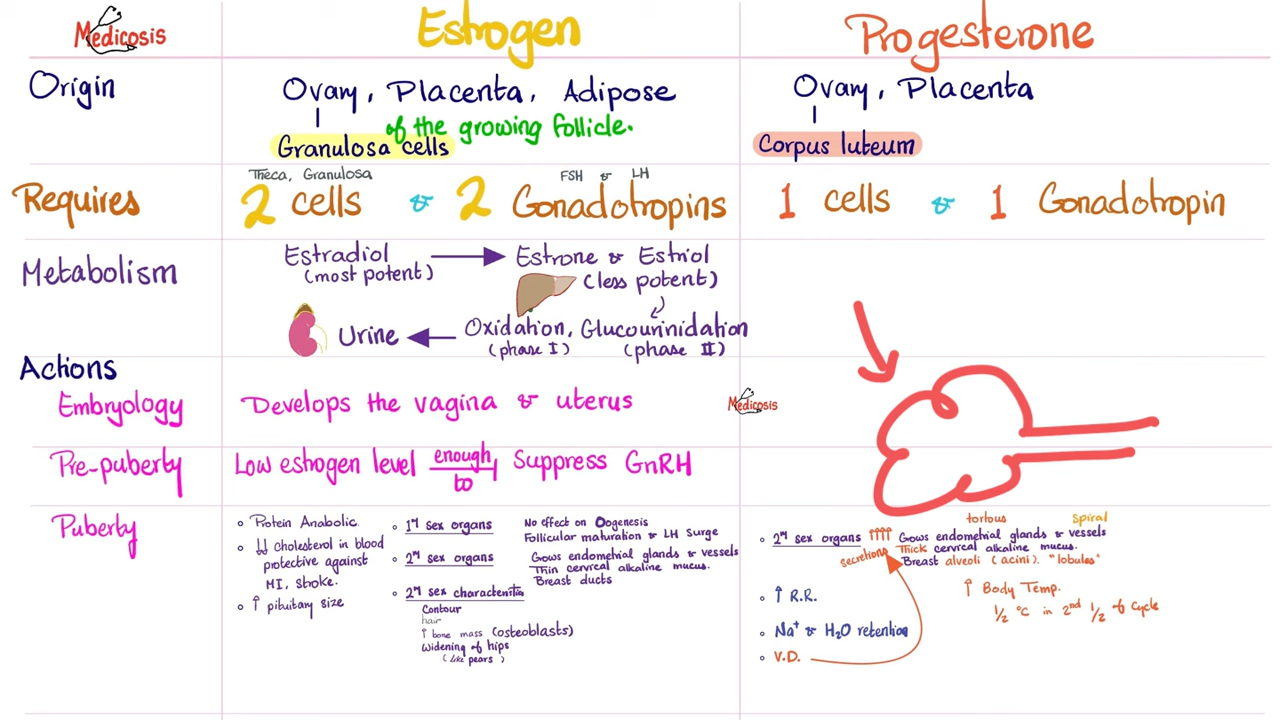 Medicosis
Estrogen
Progesterone
Origin
Ovary, Placenta, Adipose
of the growing follicle.
Granulosa cells
Ovary, Placenta
Corpus luteum
Requires
Theca, Granulosa
FSH & LH
2 cells & 2 Gonadotropins
1 cells & 1 Gonadotropin
Metabolism
Estradiol
(most potent)
Estrone & Estriol
(less potent)
Oxidation, Glucourinidation
(phase I) (phase II)
Urine
Actions
Embryology
Develops the vagina & uterus
Medicosis
Pre-puberty
Low estrogen level enough to suppress GnRH
Puberty
Protein Anabolic.
↓↓ Cholesterol in blood
protective against
MI, stroke.
↑ pituitary size
1ry sex organs
No effect on Oogenesis
Follicular maturation & LH Surge
2ry sex organs
Grows endometrial glands & vessels
Thin cervical alkaline mucus.
Breast ducts
2ry sex characteristics
Contour
hair
↑ bone mass (osteoblasts)
Widening of hips
(like pears)
tortous spiral
2ry sex organs ↑↑↑↑ Grows endometrial glands & vessels
secretions Thick cervical alkaline mucus.
Breast alveoli (acini). "lobules"
↑ R.R.
↑ Body Temp.
1/2 °C in 2nd 1/2 of Cycle
Na+ & H2O retention
V.D.